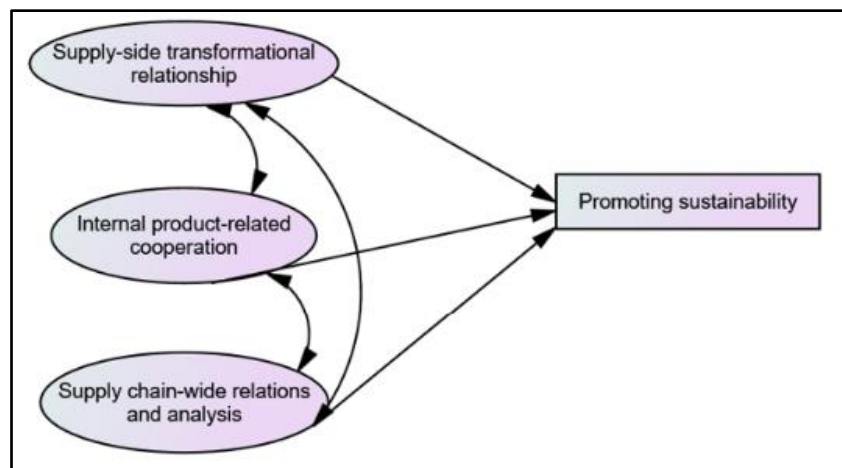 Supply-side transformational
relationship
Promoting sustainability
Internal product-related
cooperation
Supply chain-wide relations
and analysis